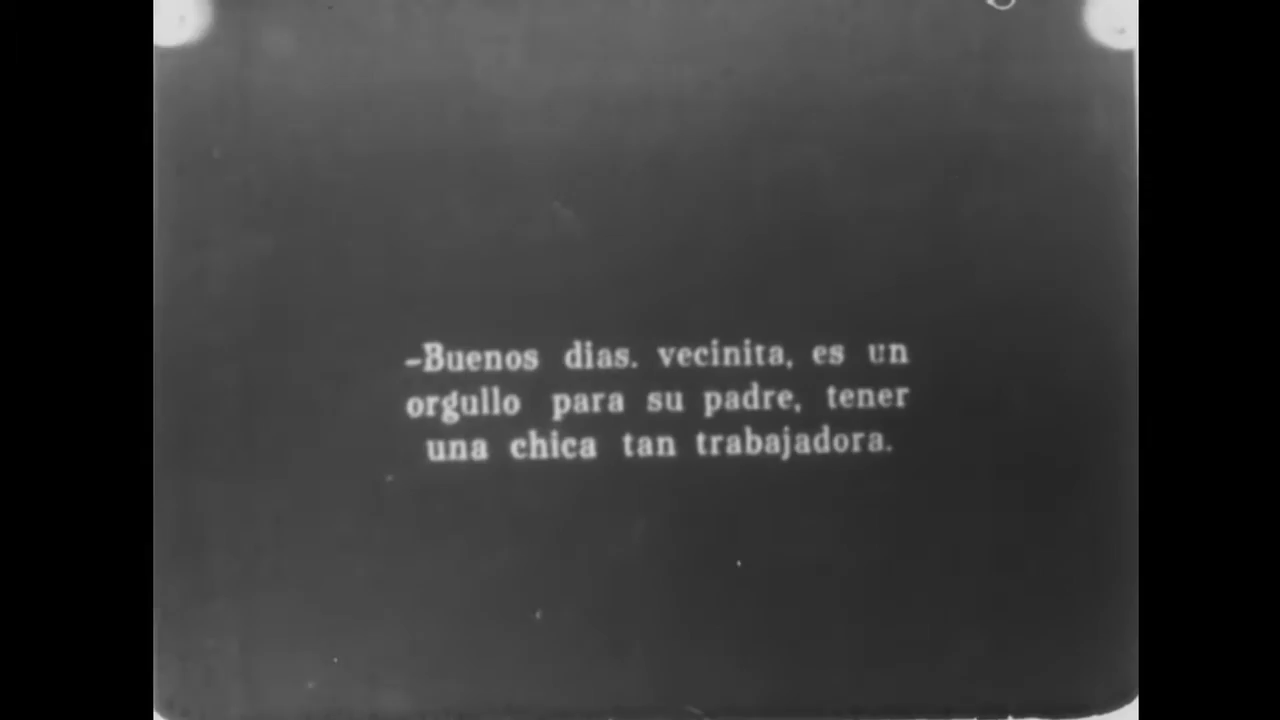 -Buenos dias. vecinita, es un
orgullo para su padre, tener
una chica tan trabajadora.